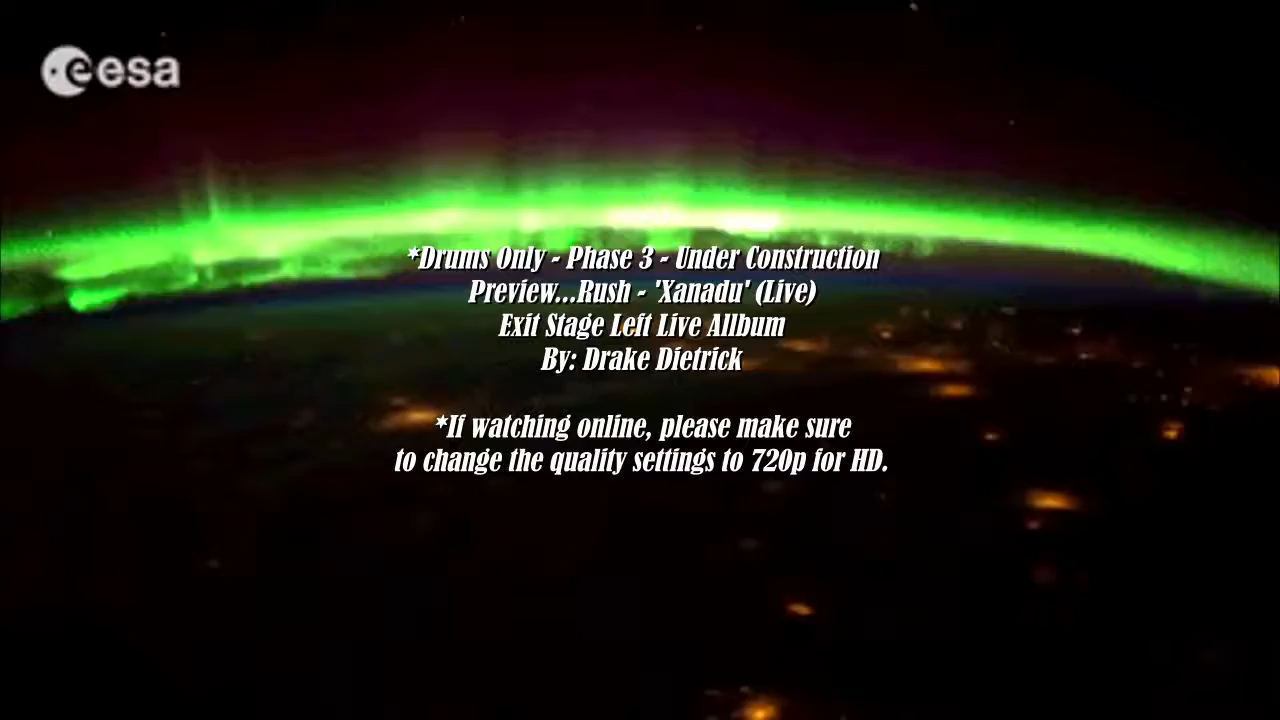 esa
*Drums Only - Phase 3 - Under Construction
Preview...Rush - 'Xanadu' (Live)
Exit Stage Left Live Allbum
By: Drake Dietrick
*If watching online, please make sure
to change the quality settings to 720p for HD.